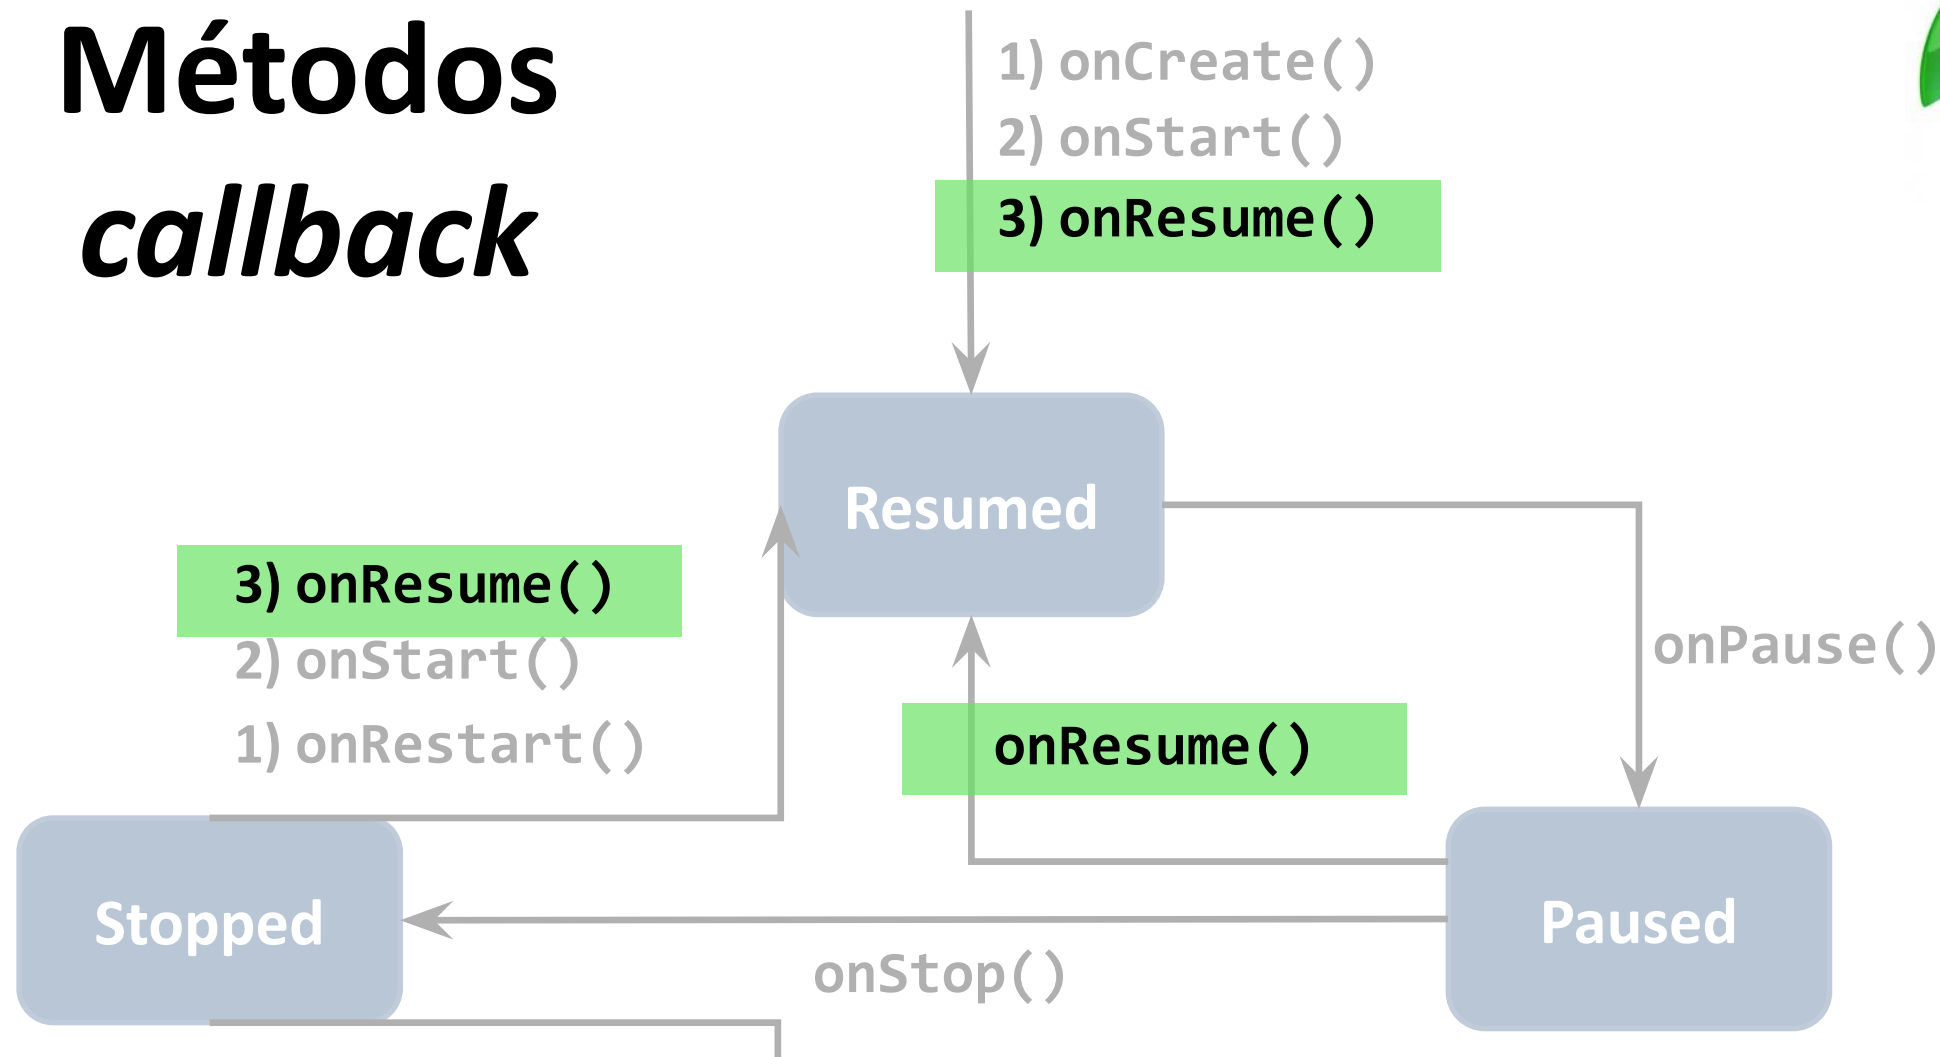 Métodos
callback
1) onCreate()
2) onStart()
3) onResume()
Resumed
3) onResume()
2) onStart()
1) onRestart()
onPause()
onResume()
Stopped
Paused
onStop()